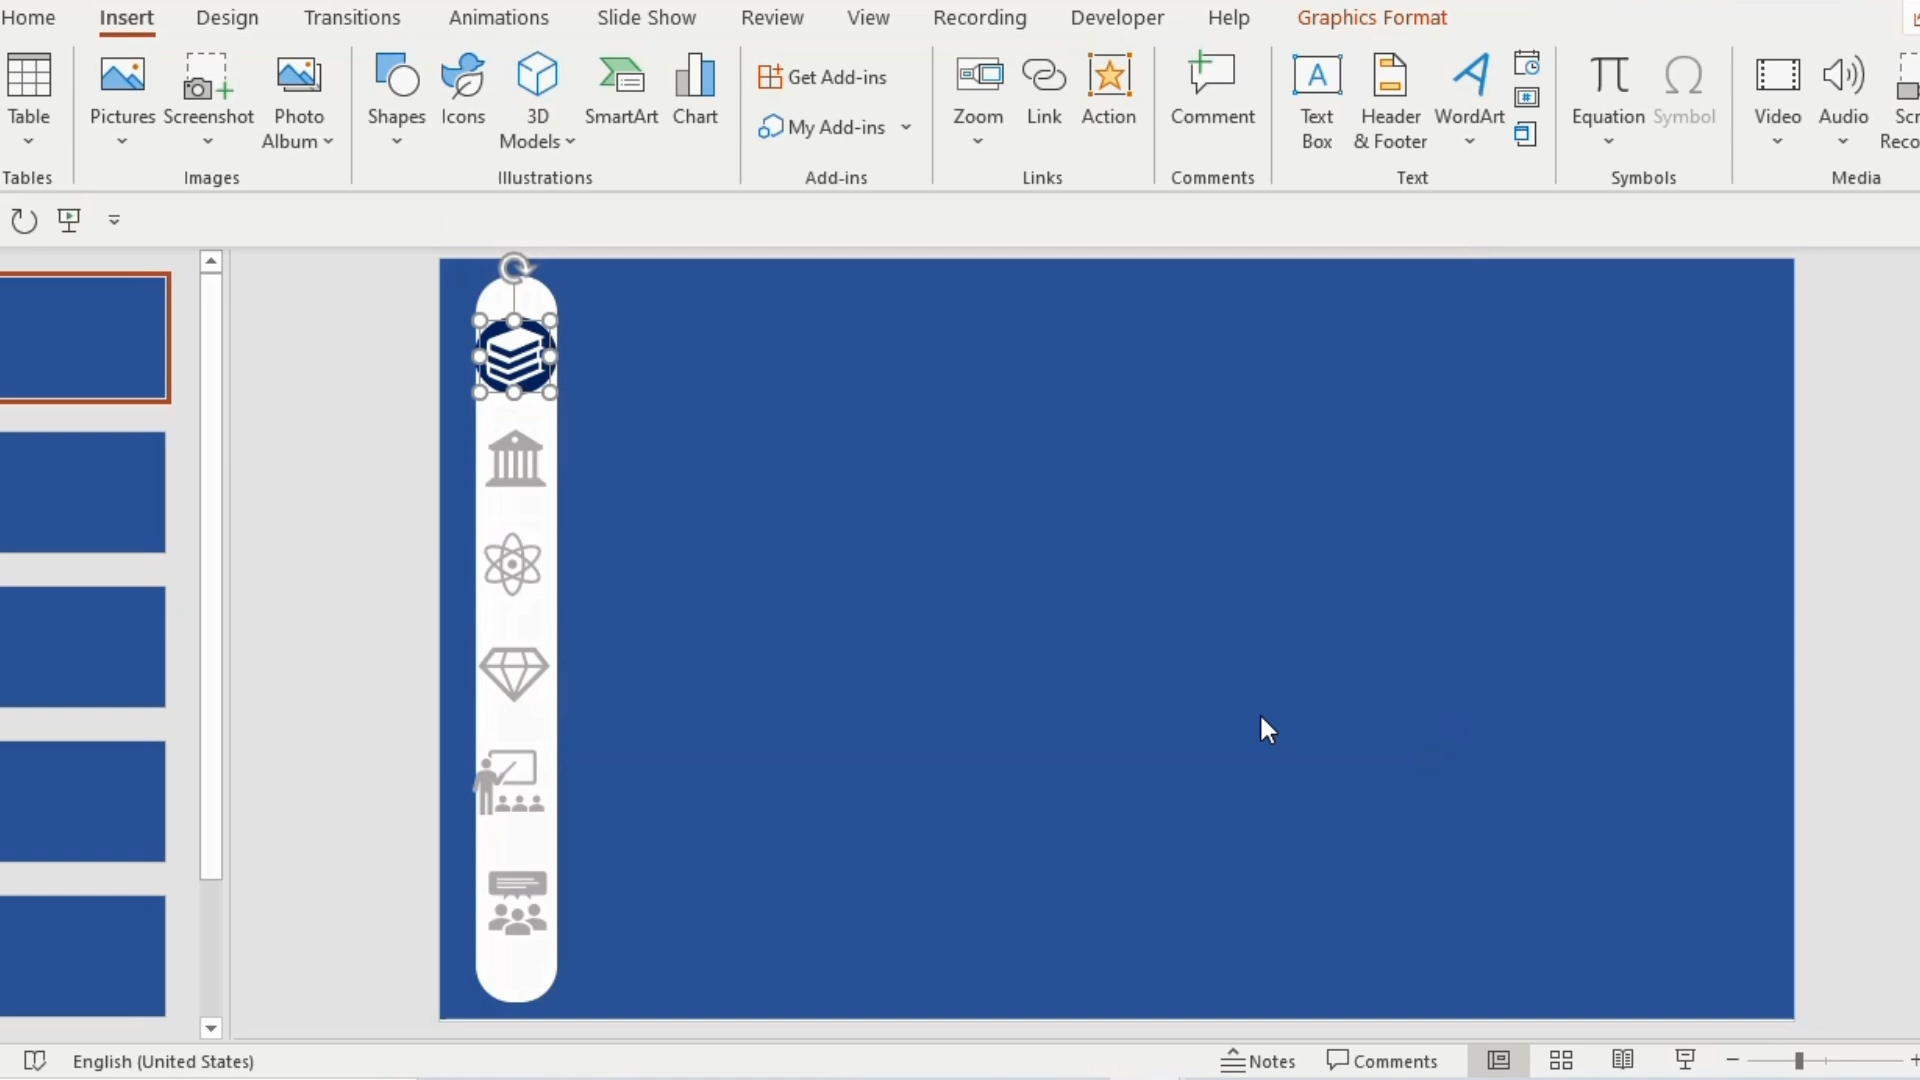 Home Insert Design Transitions Animations Slide Show Review View Recording Developer Help Graphics Format
Table Pictures Screenshot Photo Album Shapes Icons 3D Models SmartArt Chart Get Add-ins My Add-ins Zoom Link Action Comment Text Box Header & Footer WordArt Equation Symbol Video Audio
Tables Images Illustrations Add-ins Links Comments Text Symbols Media
English (United States) Notes Comments